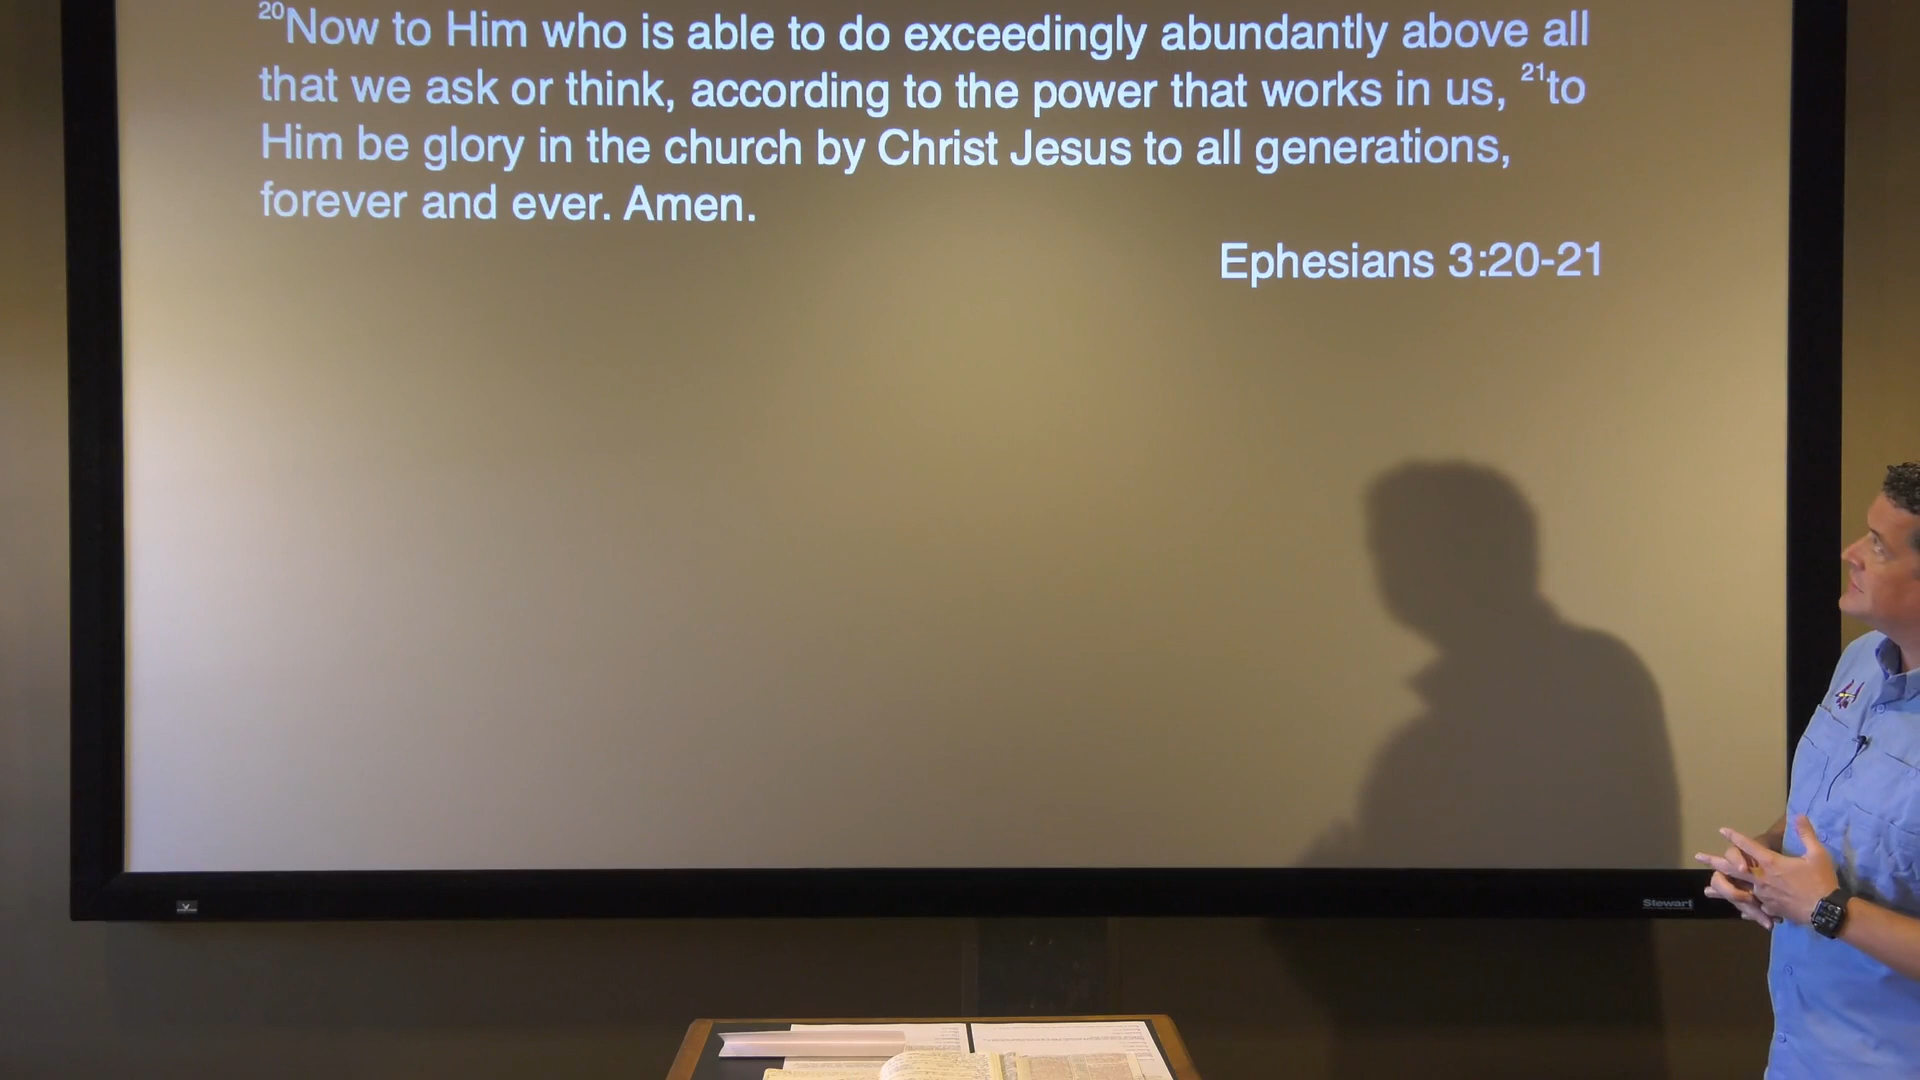 20Now to Him who is able to do exceedingly abundantly above all
that we ask or think, according to the power that works in us, 21to
Him be glory in the church by Christ Jesus to all generations,
forever and ever. Amen.
Ephesians 3:20-21
Stewart